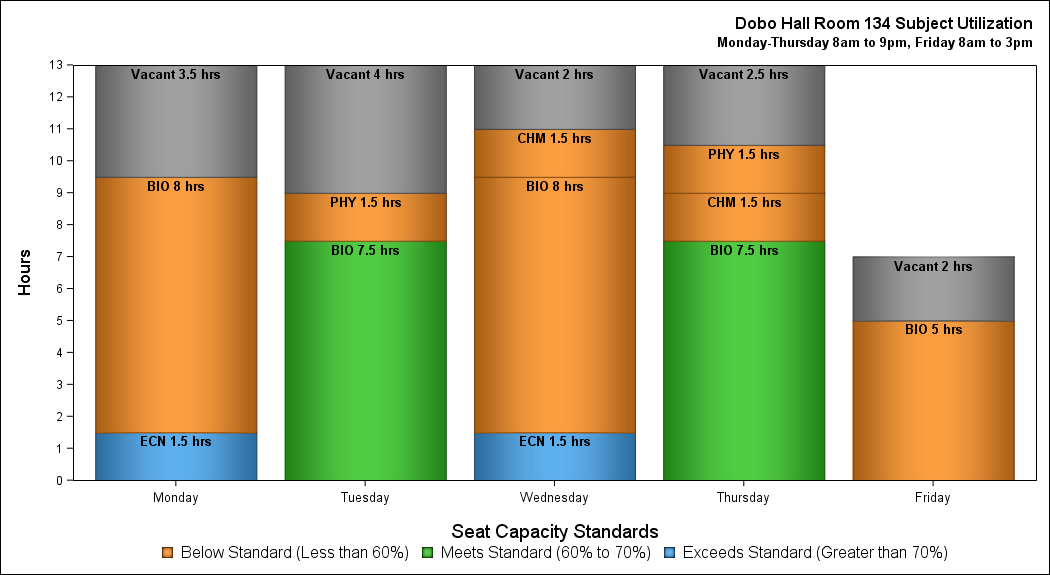 Dobo Hall Room 134 Subject Utilization
Monday-Thursday 8am to 9pm, Friday 8am to 3pm
Hours
13
12
11
10
9
8
7
6
5
4
3
2
1
0
Vacant 3.5 hrs
BIO 8 hrs
ECN 1.5 hrs
Vacant 4 hrs
PHY 1.5 hrs
BIO 7.5 hrs
Vacant 2 hrs
CHM 1.5 hrs
BIO 8 hrs
ECN 1.5 hrs
Vacant 2.5 hrs
PHY 1.5 hrs
CHM 1.5 hrs
BIO 7.5 hrs
Vacant 2 hrs
BIO 5 hrs
Monday Tuesday Wednesday Thursday Friday
Seat Capacity Standards
Below Standard (Less than 60%) Meets Standard (60% to 70%) Exceeds Standard (Greater than 70%)